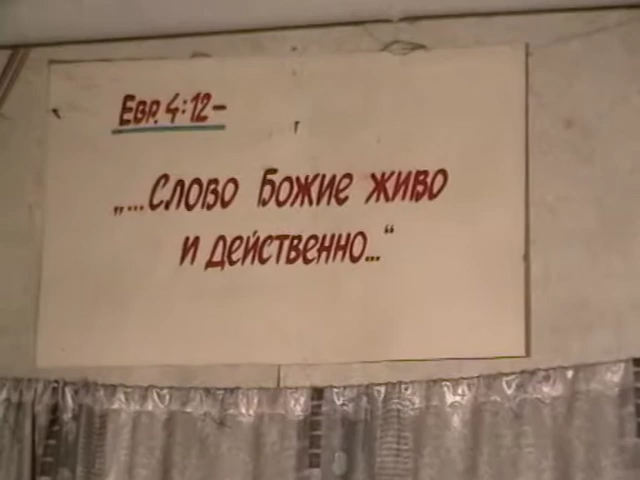 Евр. 4:12–
„...Слово Божие живо
и действенно...“